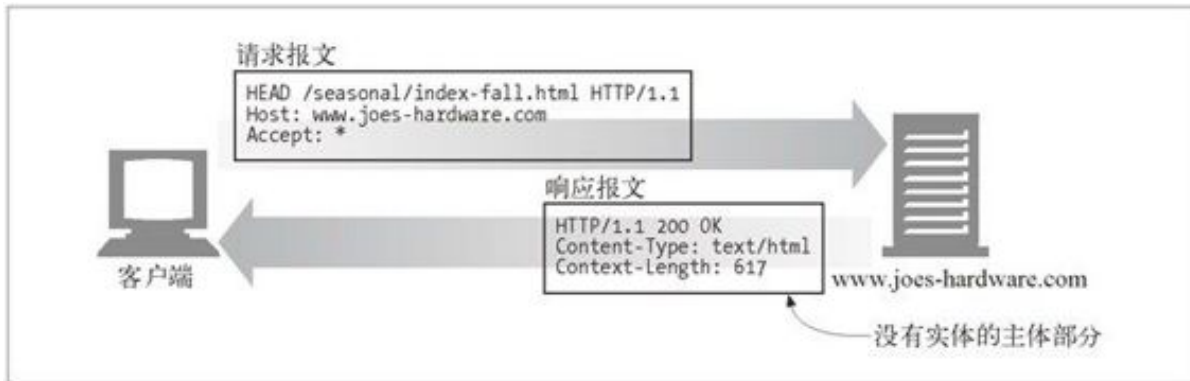 请求报文
HEAD /seasonal/index-fall.html HTTP/1.1
Host: www.joes-hardware.com
Accept: *
响应报文
HTTP/1.1 200 OK
Content-Type: text/html
Context-Length: 617
客户端
www.joes-hardware.com
没有实体的主体部分